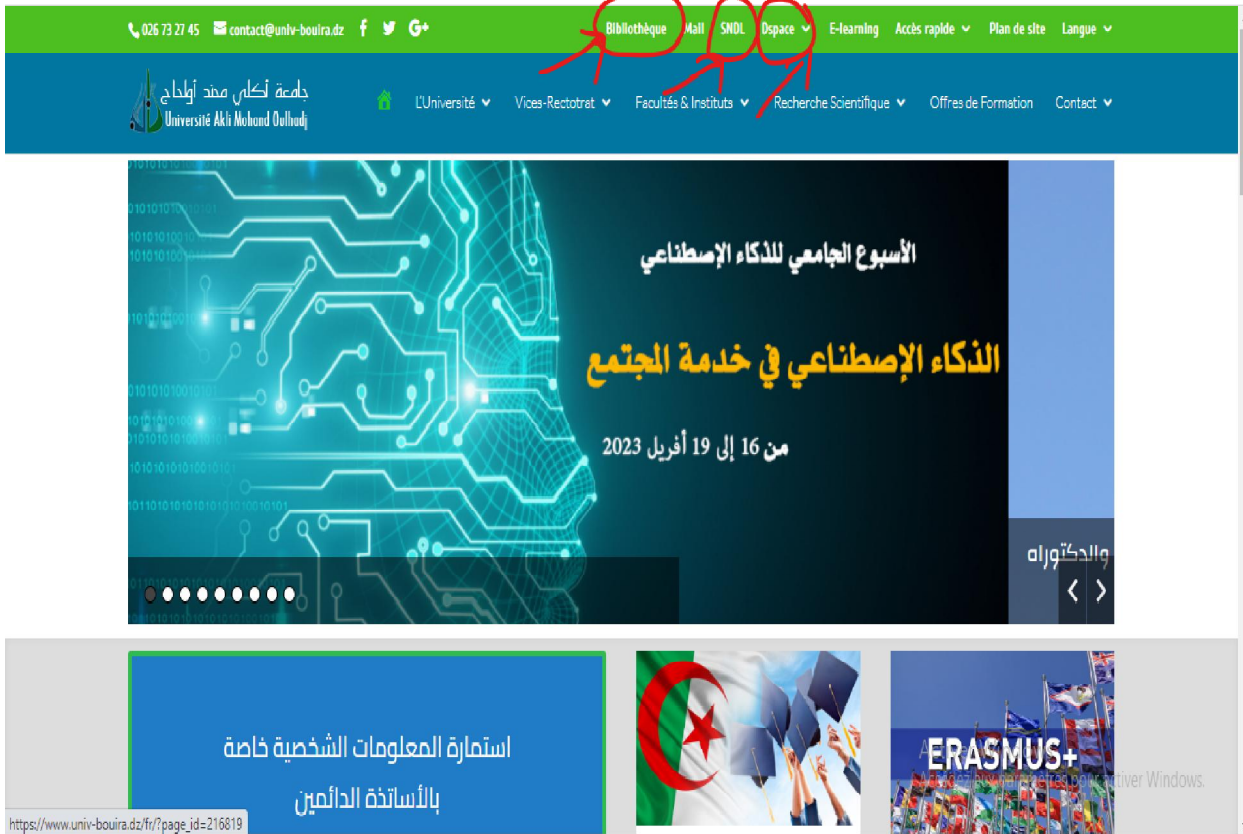 026 73 27 45 contact@univ-bouira.dz f G+ Bibliothèque Mail SNDL Dspace E-learning Accès rapide Plan de site Langue
جامعة أكلي محند أولحاج
Université Akli Mohand Oulhadj
L'Université Vices-Rectotrat Facultés & Instituts Recherche Scientifique Offres de Formation Contact
الأسبوع الجامعي للذكاء الإصطناعي
الذكاء الإصطناعي في خدمة المجتمع
من 16 إلى 19 أفريل 2023
والدكتوراه
استمارة المعلومات الشخصية خاصة
بالأساتذة الدائمين
ERASMUS+
https://www.univ-bouira.dz/fr/?page_id=216819